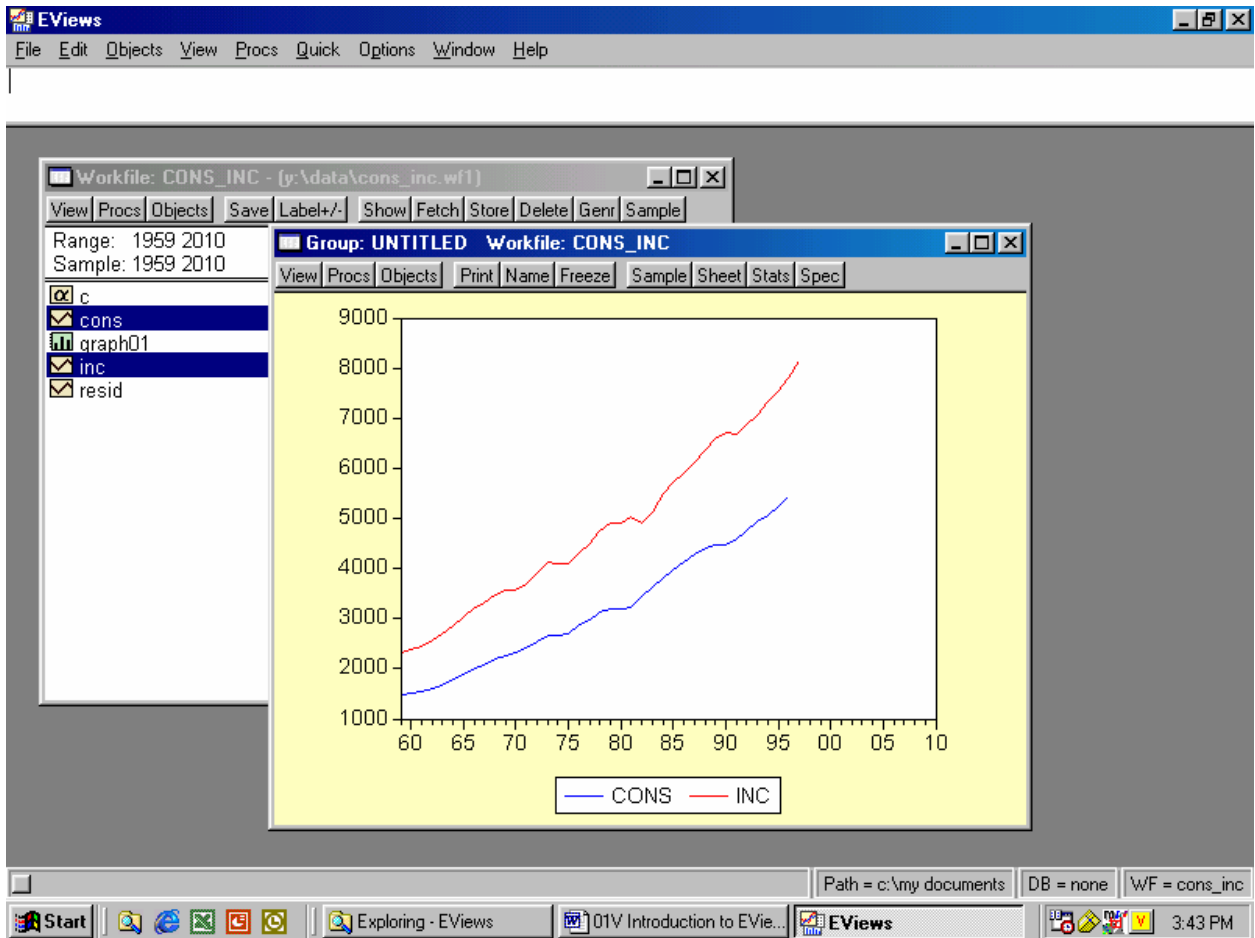 EViews
File Edit Objects View Procs Quick Options Window Help
Workfile: CONS_INC - (y:\data\cons_inc.wf1)
View Procs Objects Save Label+/- Show Fetch Store Delete Genr Sample
Range: 1959 2010
Sample: 1959 2010
c
cons
graph01
inc
resid
Group: UNTITLED Workfile: CONS_INC
View Procs Objects Print Name Freeze Sample Sheet Stats Spec
9000
8000
7000
6000
5000
4000
3000
2000
1000
60 65 70 75 80 85 90 95 00 05 10
CONS INC
Path = c:\my documents DB = none WF = cons_inc
Start Exploring - EViews 01V Introduction to EVie... EViews 3:43 PM